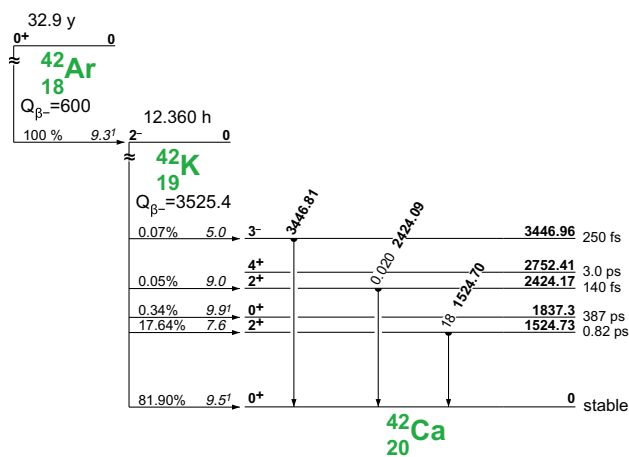 32.9 y
0+ 0
42
18 Ar
Qβ−=600
12.360 h
100 % 9.3¹ 2− 0
42
19 K
Qβ−=3525.4
3446.81
2424.09
0.020
1524.70
18
0.07% 5.0 3− 3446.96 250 fs
4+ 2752.41 3.0 ps
0.05% 9.0 2+ 2424.17 140 fs
0.34% 9.9¹ 0+ 1837.3 387 ps
17.64% 7.6 2+ 1524.73 0.82 ps
81.90% 9.5¹ 0+ 0 stable
42
20 Ca